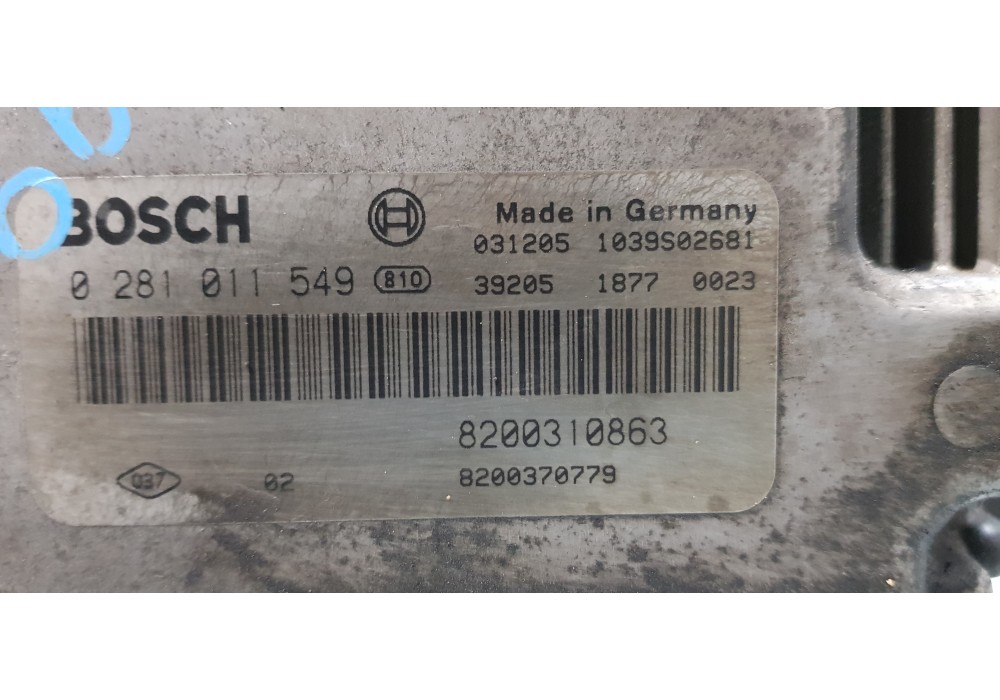 BOSCH
Made in Germany
031205 1039S02681
0 281 011 549 810
39205 1877 0023
8200310863
037 02 8200370779